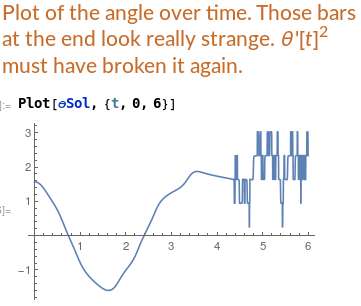 Plot of the angle over time. Those bars
at the end look really strange. θ'[t]²
must have broken it again.
]:= Plot[θSol, {t, 0, 6}]
3
2
1
1 2 3 4 5 6
-1
]=